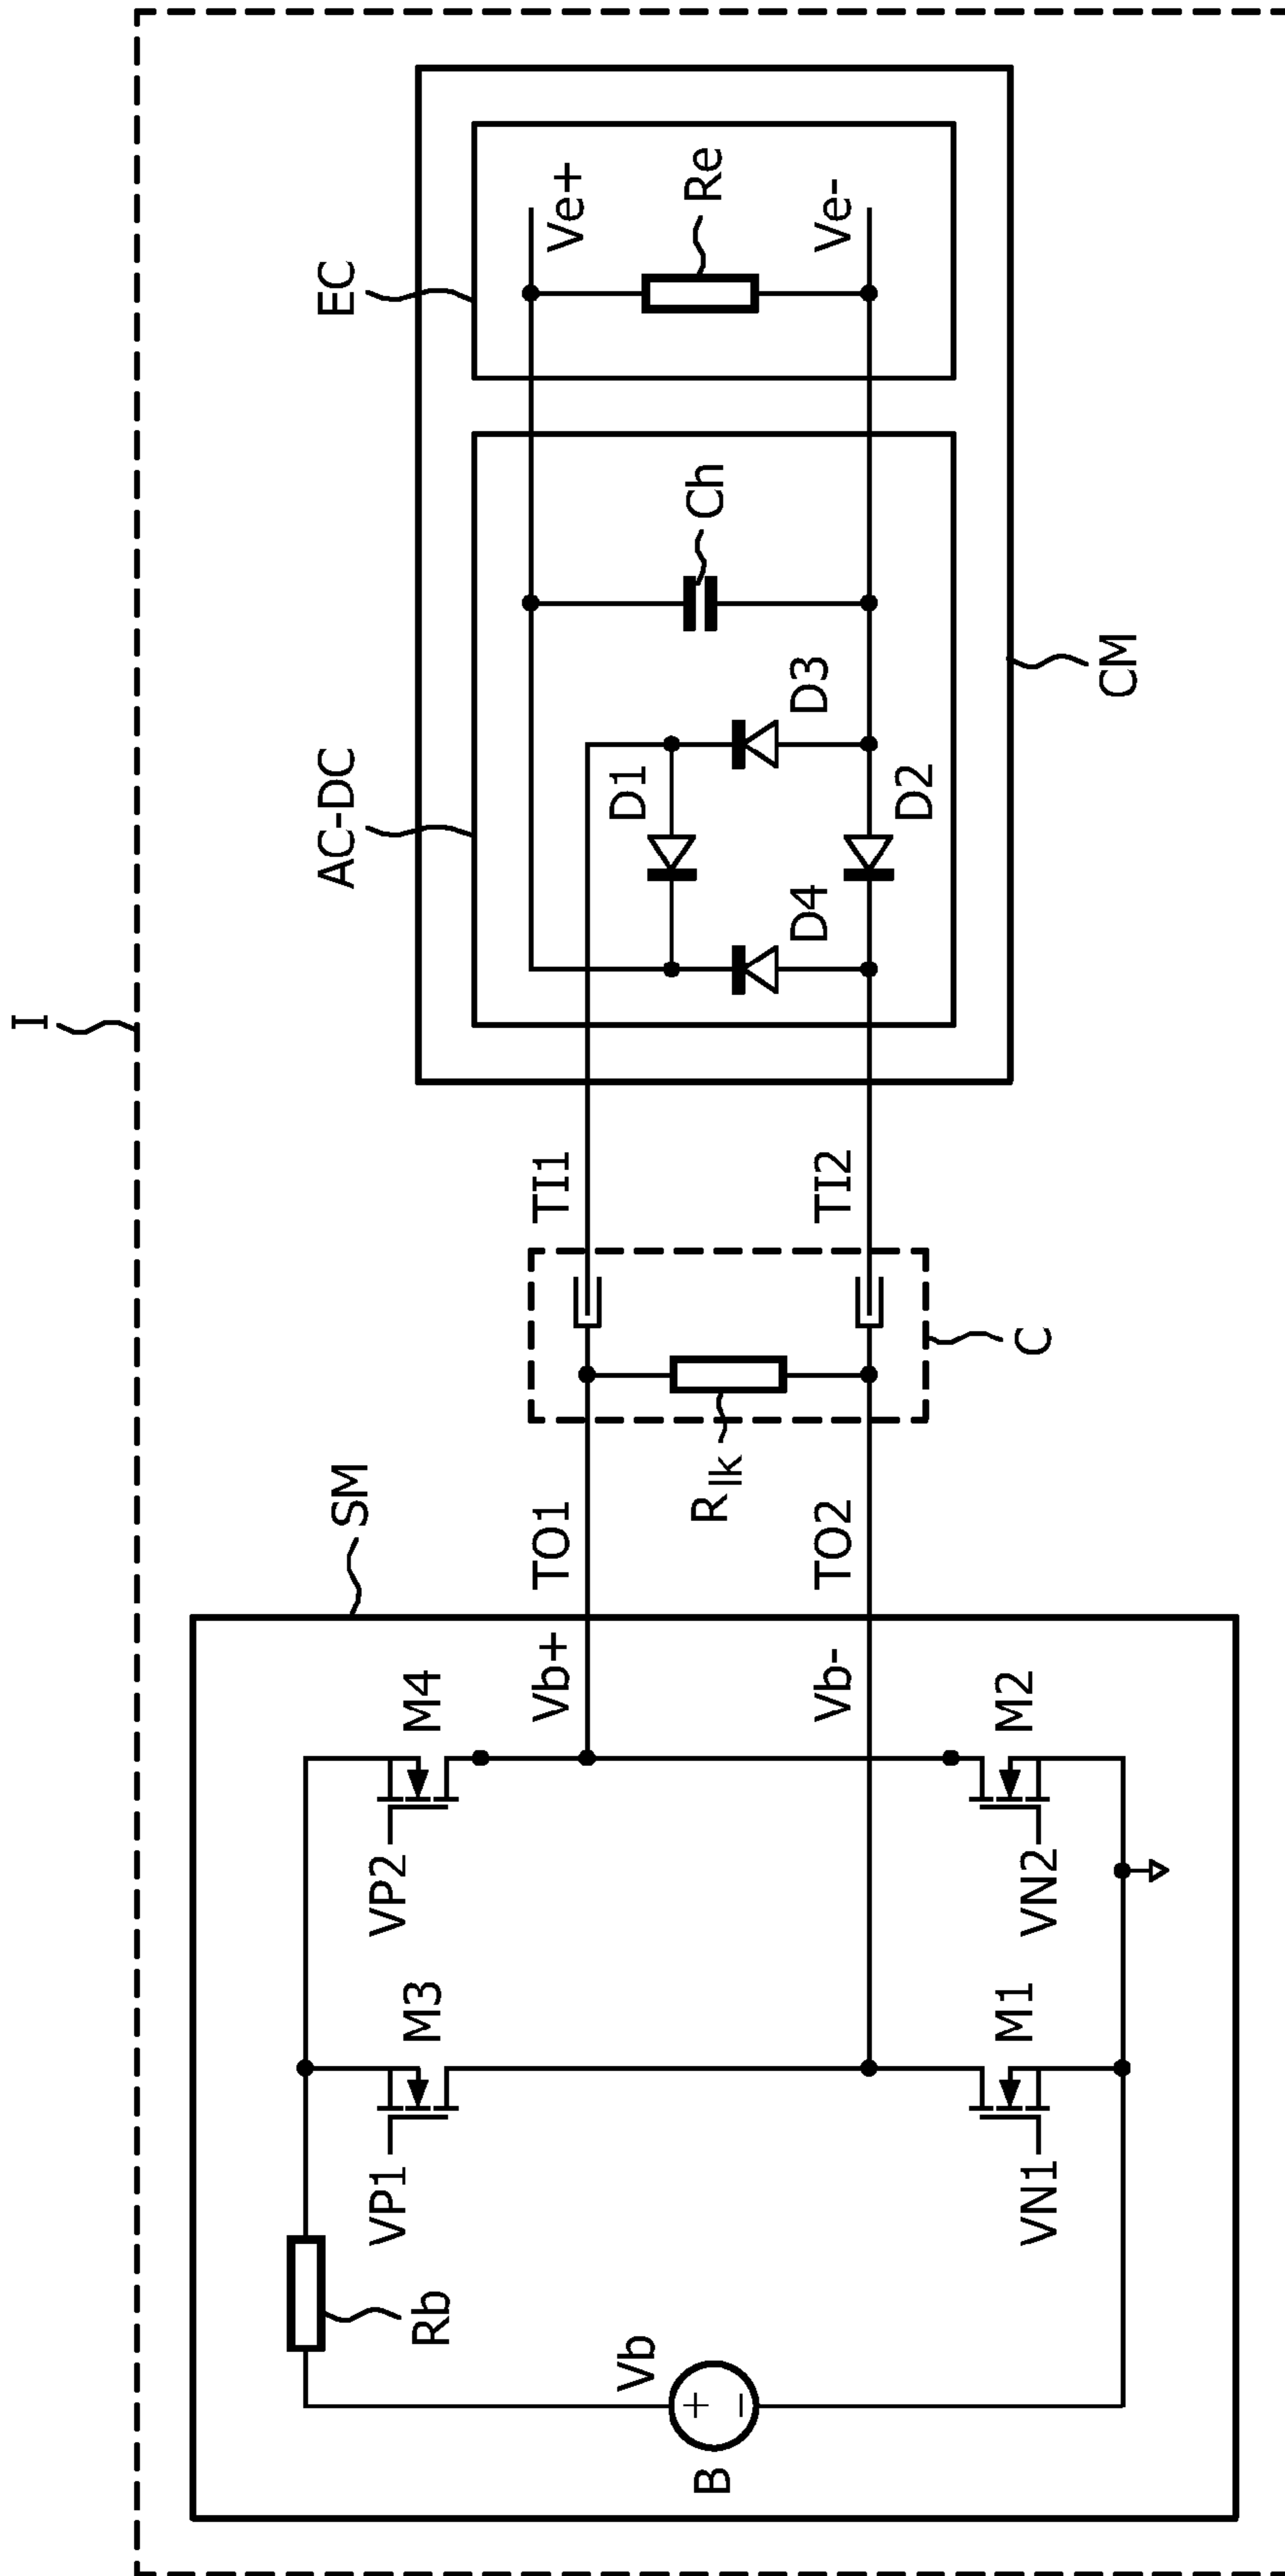 I
SM
B
Vb
Rb
VP1
M3
VP2
M4
VN1
M1
VN2
M2
Vb+
Vb-
TO1
TO2
Rlk
C
TI1
TI2
CM
AC-DC
D1
D4
D3
D2
Ch
EC
Ve+
Re
Ve-